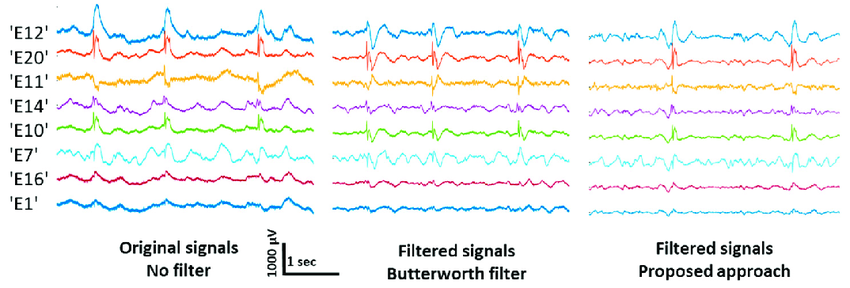 'E12'
'E20'
'E11'
'E14'
'E10'
'E7'
'E16'
'E1'
Original signals
No filter
1000 µV
1 sec
Filtered signals
Butterworth filter
Filtered signals
Proposed approach